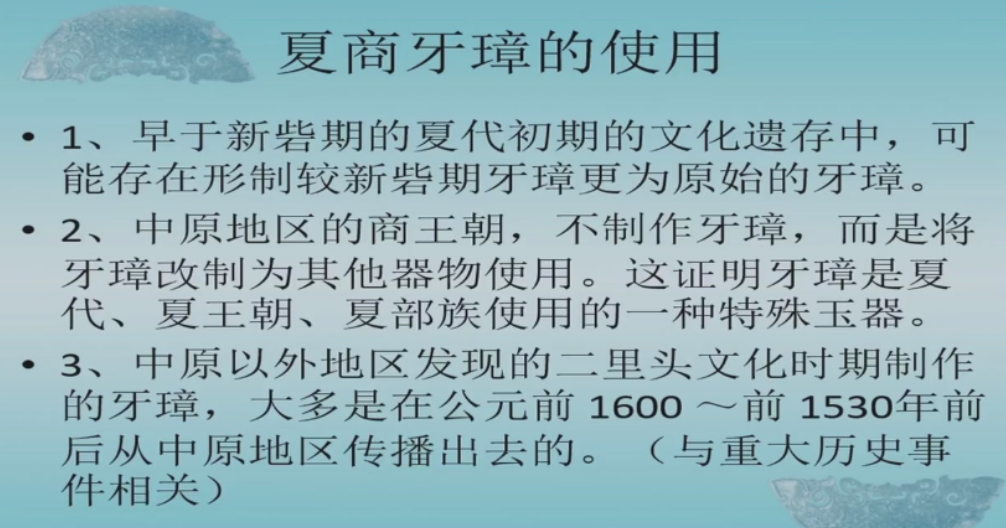 夏商牙璋的使用
• 1、早于新砦期的夏代初期的文化遗存中，可
能存在形制较新砦期牙璋更为原始的牙璋。
• 2、中原地区的商王朝，不制作牙璋，而是将
牙璋改制为其他器物使用。这证明牙璋是夏
代、夏王朝、夏部族使用的一种特殊玉器。
• 3、中原以外地区发现的二里头文化时期制作
的牙璋，大多是在公元前 1600 ～前 1530年前
后从中原地区传播出去的。（与重大历史事
件相关）